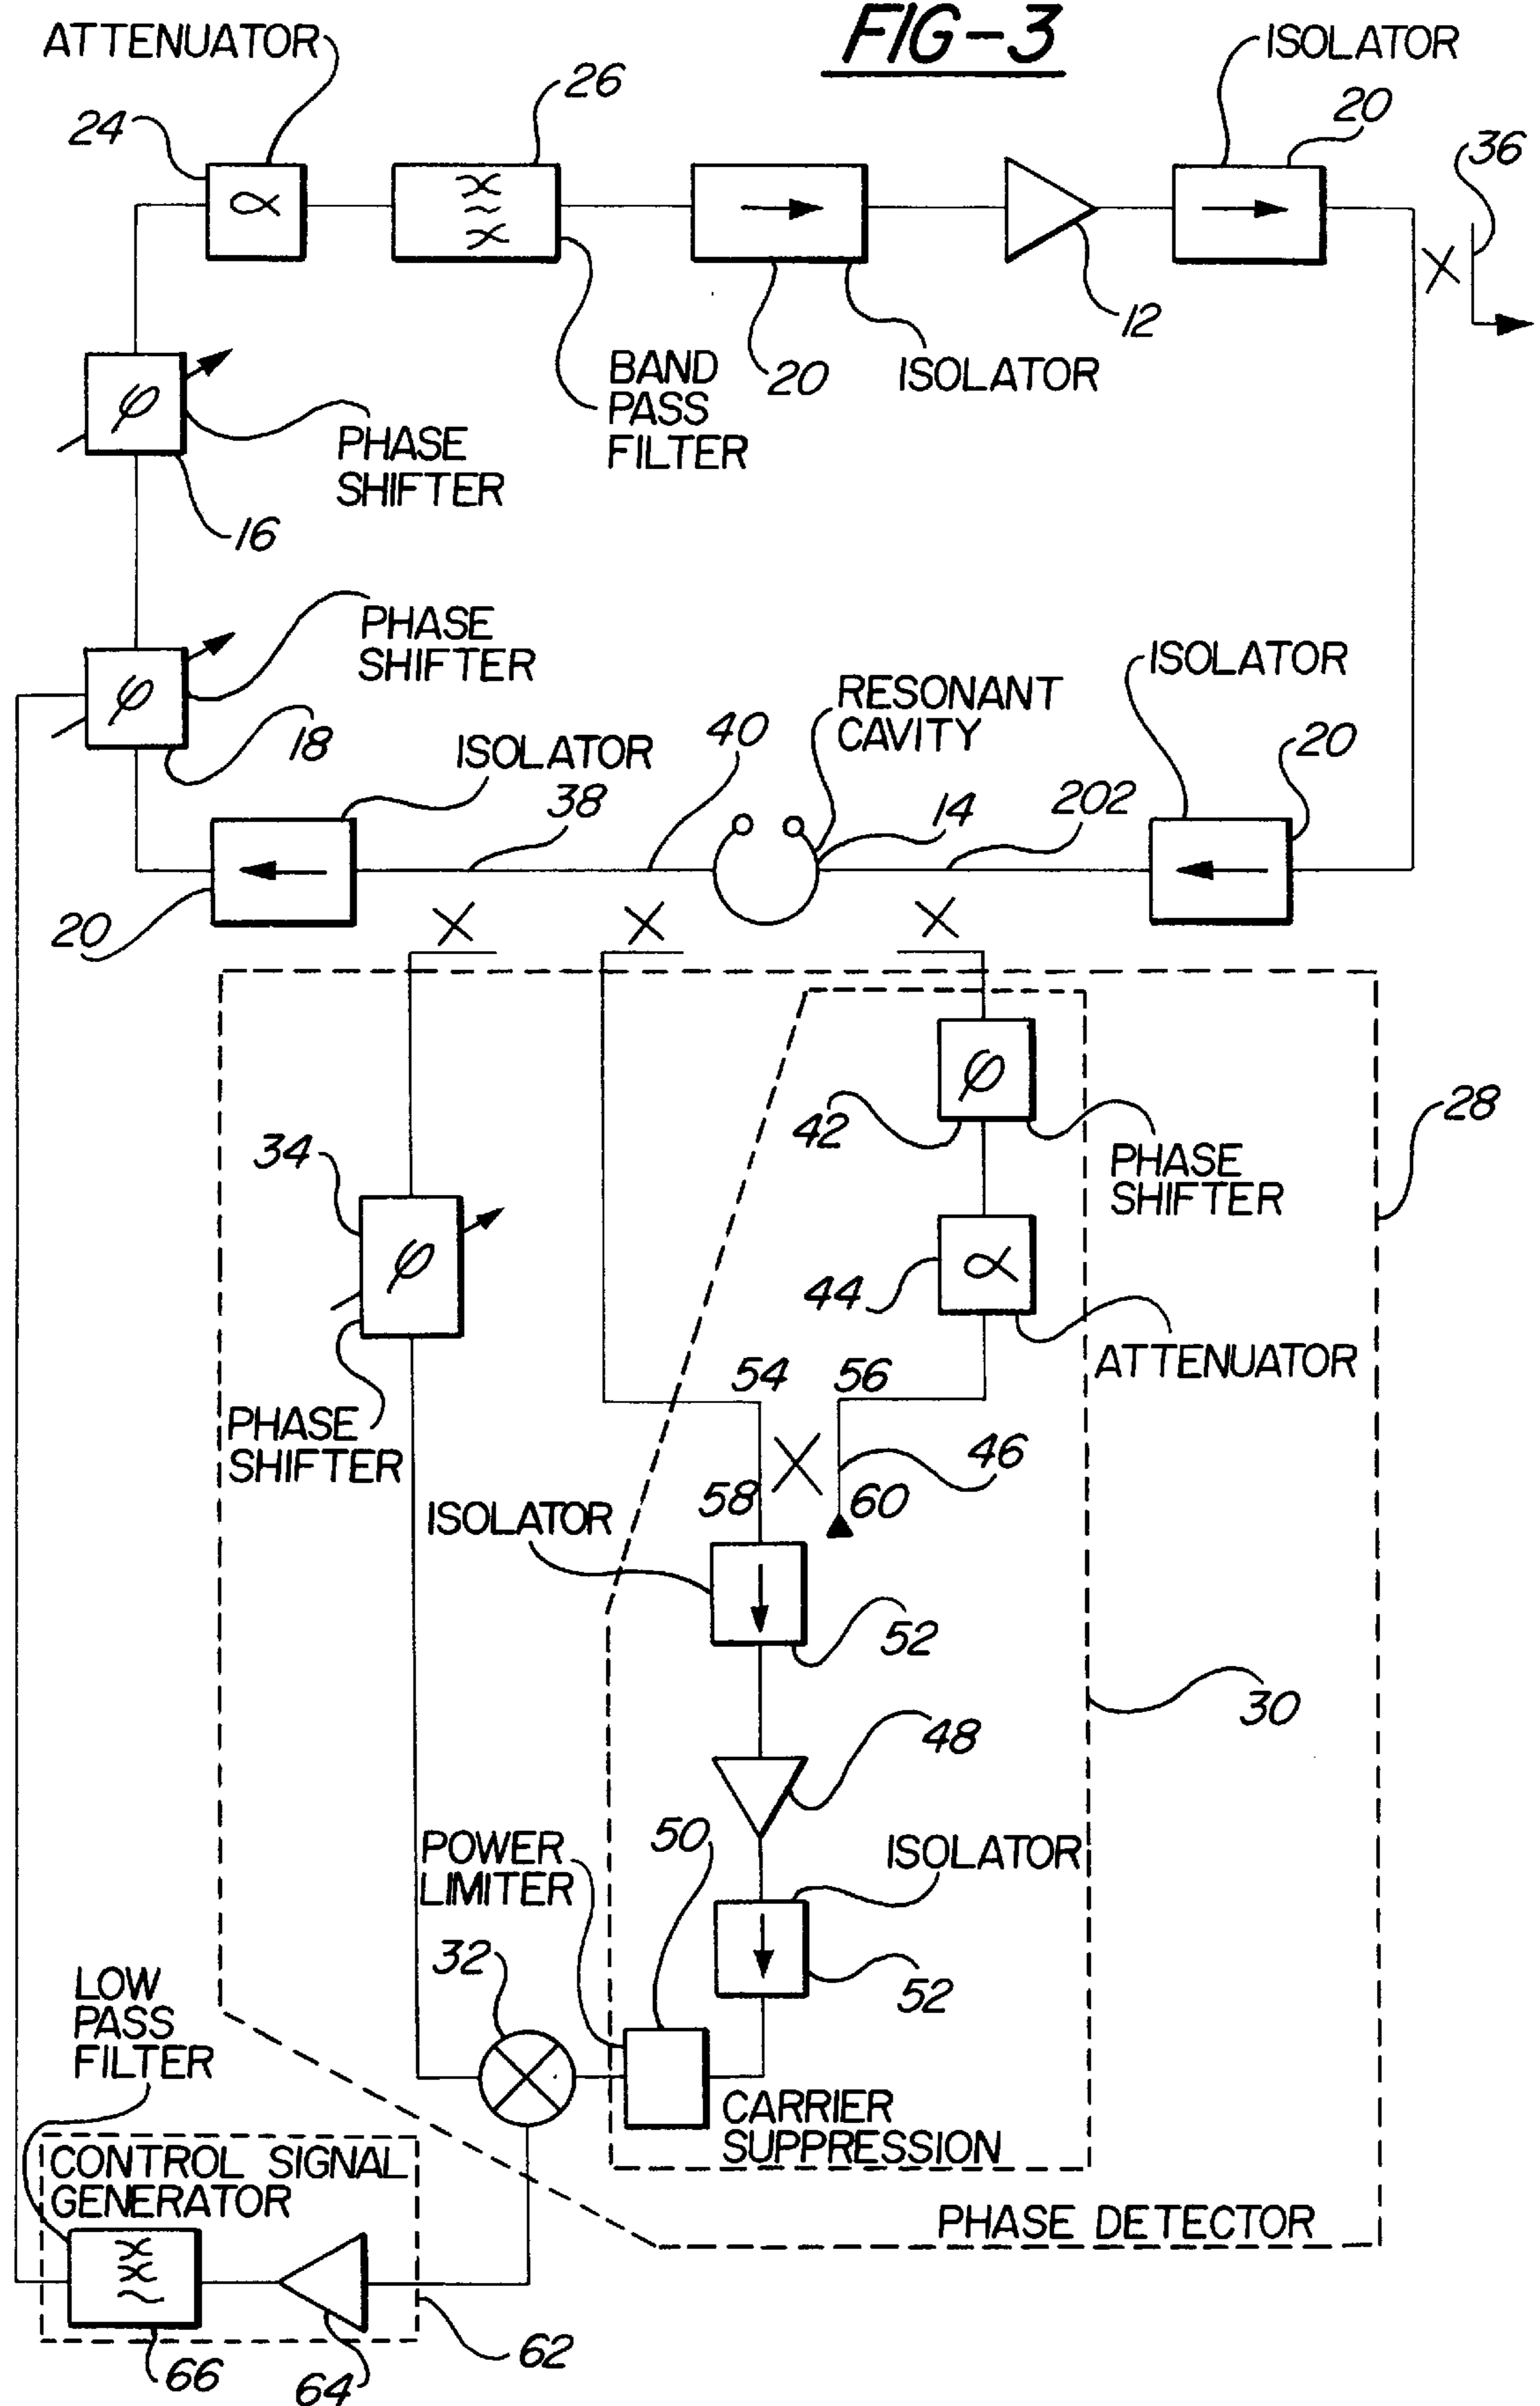 FIG-3
ATTENUATOR
ISOLATOR
26
24
20
36
α
12
20
ISOLATOR
BAND
PASS
FILTER
φ
PHASE
SHIFTER
16
PHASE
SHIFTER
ISOLATOR
φ
18
RESONANT
CAVITY
40
ISOLATOR
20
38
14
202
20
φ
42
28
34
PHASE
SHIFTER
φ
α
44
ATTENUATOR
54
56
PHASE
SHIFTER
46
58
60
ISOLATOR
52
30
48
50
POWER
LIMITER
ISOLATOR
32
52
LOW
PASS
FILTER
CARRIER
SUPPRESSION
CONTROL SIGNAL
GENERATOR
PHASE DETECTOR
62
66
64